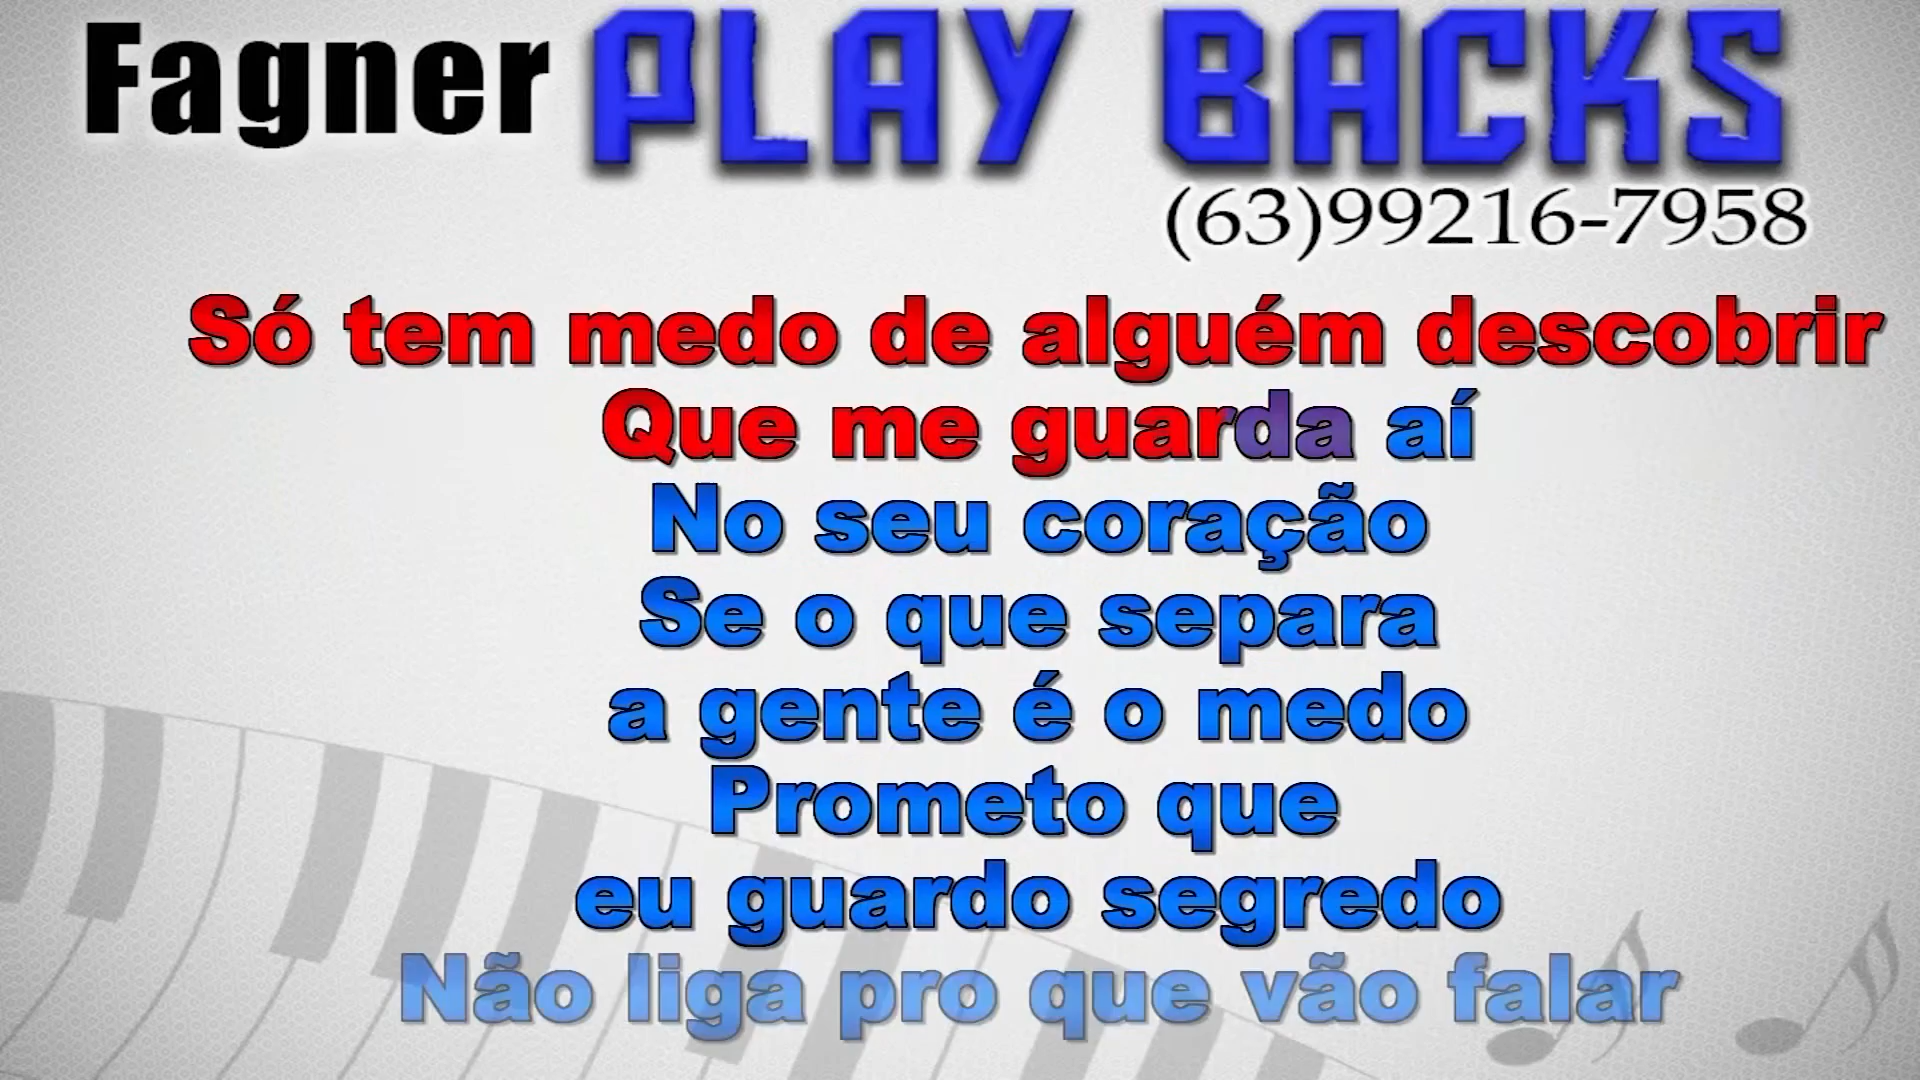 Fagner PLAY BACKS
(63)99216-7958
Só tem medo de alguém descobrir
Que me guarda aí
No seu coração
Se o que separa
a gente é o medo
Prometo que
eu guardo segredo
Não liga pro que vão falar